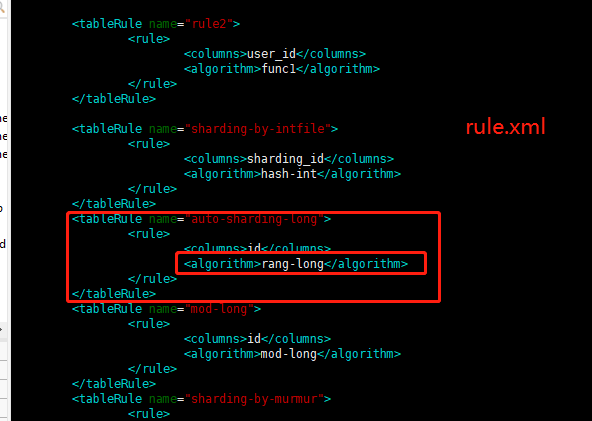 <tableRule name="rule2">
<rule>
<columns>user_id</columns>
<algorithm>func1</algorithm>
</rule>
</tableRule>
<tableRule name="sharding-by-intfile">
rule.xml
<rule>
<columns>sharding_id</columns>
<algorithm>hash-int</algorithm>
</rule>
</tableRule>
<tableRule name="auto-sharding-long">
<rule>
<columns>id</columns>
<algorithm>rang-long</algorithm>
</rule>
</tableRule>
<tableRule name="mod-long">
<rule>
<columns>id</columns>
<algorithm>mod-long</algorithm>
</rule>
</tableRule>
<tableRule name="sharding-by-murmur">
<rule>